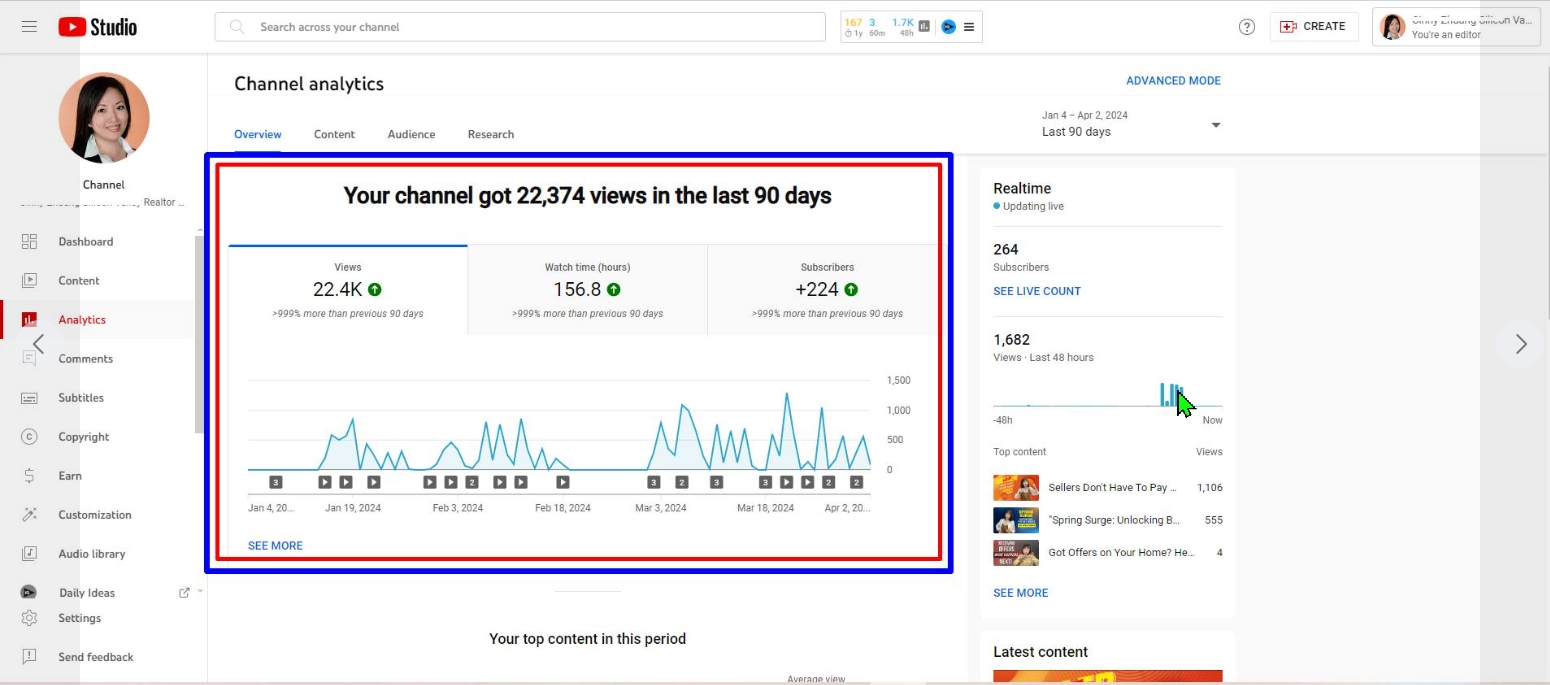 Studio
Search across your channel
167 3 1.7K
1y 60m 48h
CREATE
You're an editor
Channel analytics
ADVANCED MODE
Jan 4 – Apr 2, 2024
Last 90 days
Overview Content Audience Research
Channel
Realtor ...
Dashboard
Content
Analytics
Comments
Subtitles
Copyright
Earn
Customization
Audio library
Daily Ideas
Settings
Send feedback
Your channel got 22,374 views in the last 90 days
Views
22.4K
>999% more than previous 90 days
Watch time (hours)
156.8
>999% more than previous 90 days
Subscribers
+224
>999% more than previous 90 days
1,500
1,000
500
0
3 2 3 2 3 3 2 2
Jan 4, 20... Jan 19, 2024 Feb 3, 2024 Feb 18, 2024 Mar 3, 2024 Mar 18, 2024 Apr 2, 20...
SEE MORE
Your top content in this period
Average view
Realtime
Updating live
264
Subscribers
SEE LIVE COUNT
1,682
Views · Last 48 hours
-48h Now
Top content Views
Sellers Don't Have To Pay ... 1,106
"Spring Surge: Unlocking B... 555
Got Offers on Your Home? He... 4
SEE MORE
Latest content